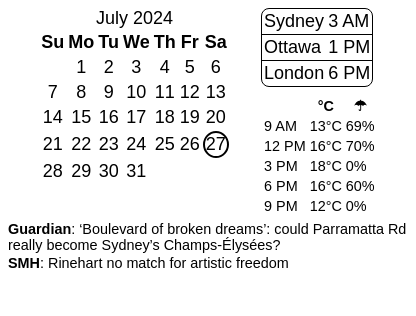 July 2024
Su Mo Tu We Th Fr Sa
1 2 3 4 5 6
7 8 9 10 11 12 13
14 15 16 17 18 19 20
21 22 23 24 25 26 27
28 29 30 31
Sydney 3 AM
Ottawa 1 PM
London 6 PM
°C ☂
9 AM 13°C 69%
12 PM 16°C 70%
3 PM 18°C 0%
6 PM 16°C 60%
9 PM 12°C 0%
Guardian: ‘Boulevard of broken dreams’: could Parramatta Rd
really become Sydney’s Champs-Élysées?
SMH: Rinehart no match for artistic freedom